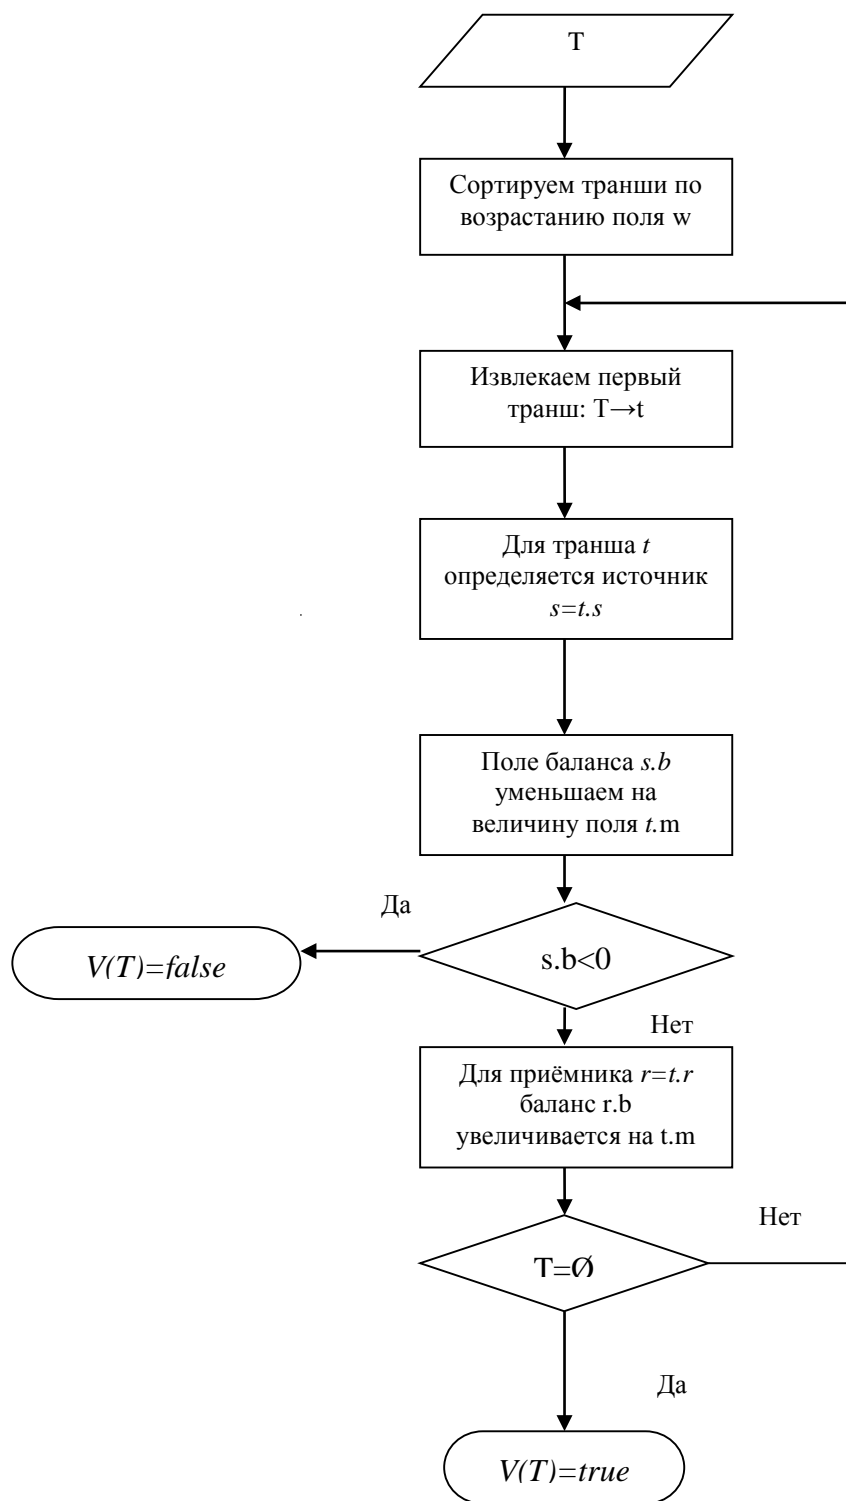 T
Сортируем транши по
возрастанию поля w
Извлекаем первый
транш: T→t
Для транша t
определяется источник
s=t.s
Поле баланса s.b
уменьшаем на
величину поля t.m
Да
V(T)=false
s.b<0
Нет
Для приёмника r=t.r
баланс r.b
увеличивается на t.m
Нет
T=Ø
Да
V(T)=true